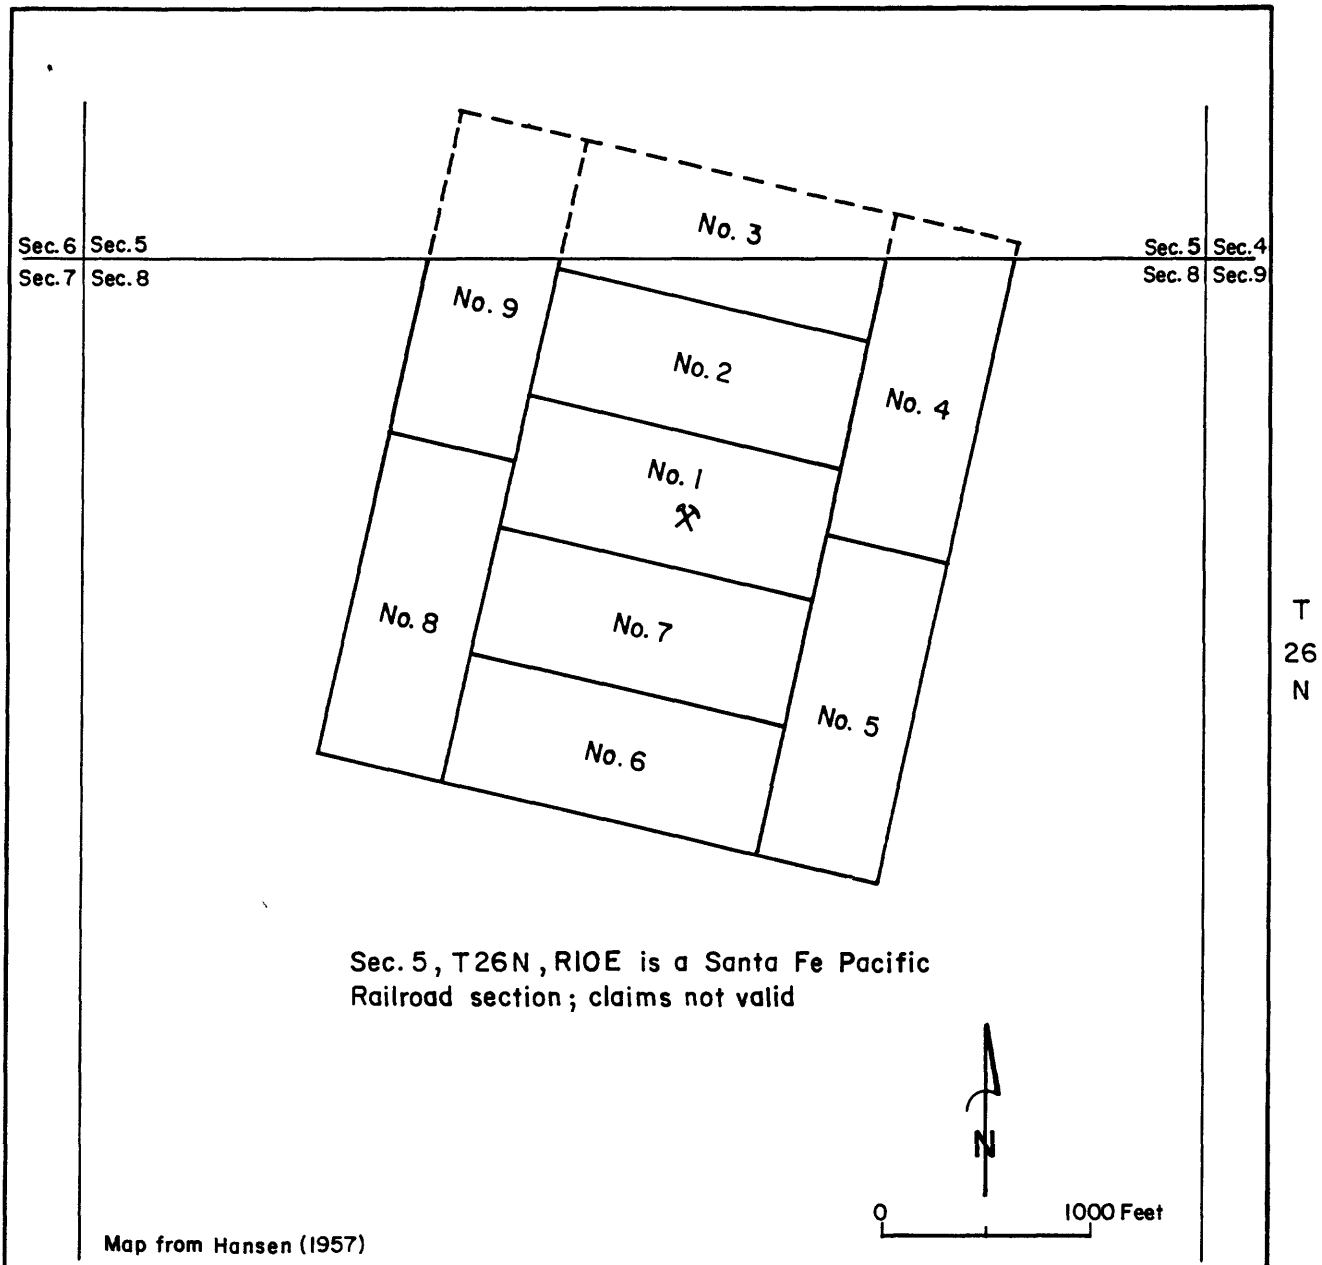 No. 3
Sec. 6 Sec. 5
Sec. 5 Sec. 4
Sec. 7 Sec. 8
Sec. 8 Sec. 9
No. 9
No. 2
No. 4
No. 1
No. 8
No. 7
No. 5
No. 6
T
26
N
Sec. 5, T26N, R10E is a Santa Fe Pacific
Railroad section; claims not valid
N
0 1000 Feet
Map from Hansen (1957)